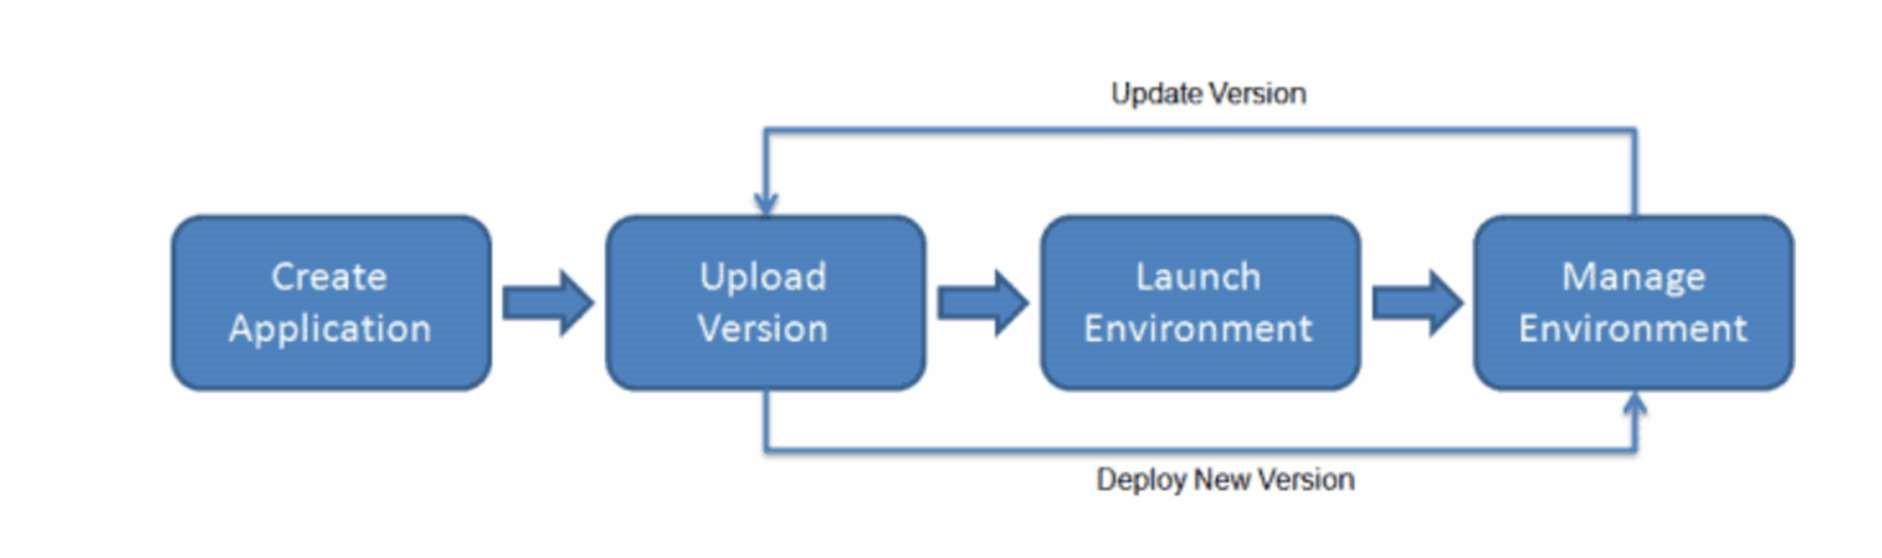 Update Version
Create
Application
Upload
Version
Launch
Environment
Manage
Environment
Deploy New Version